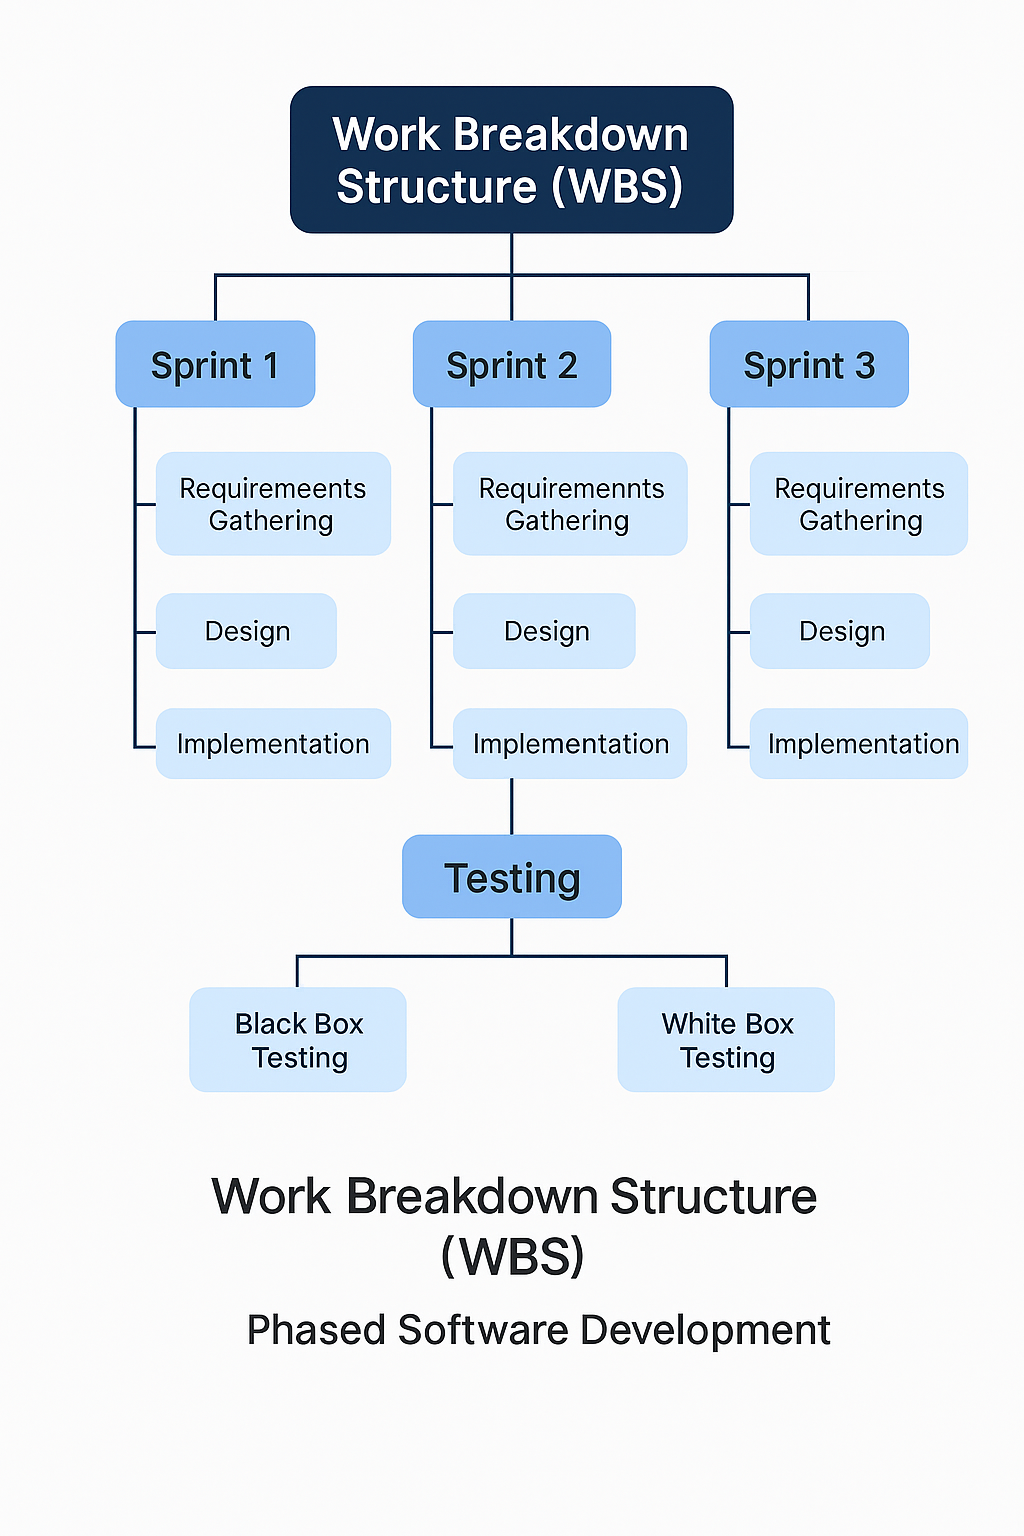 Work Breakdown
Structure (WBS)
Sprint 1
Sprint 2
Sprint 3
Requiremeents
Gathering
Requiremennts
Gathering
Requirements
Gathering
Design
Design
Design
Implementation
Implementation
Implementation
Testing
Black Box
Testing
White Box
Testing
Work Breakdown Structure
(WBS)
Phased Software Development